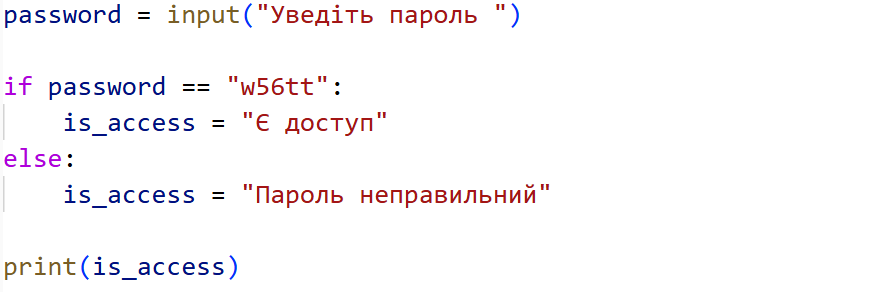 password = input("Уведіть пароль ")
if password == "w56tt":
    is_access = "Є доступ"
else:
    is_access = "Пароль неправильний"
print(is_access)